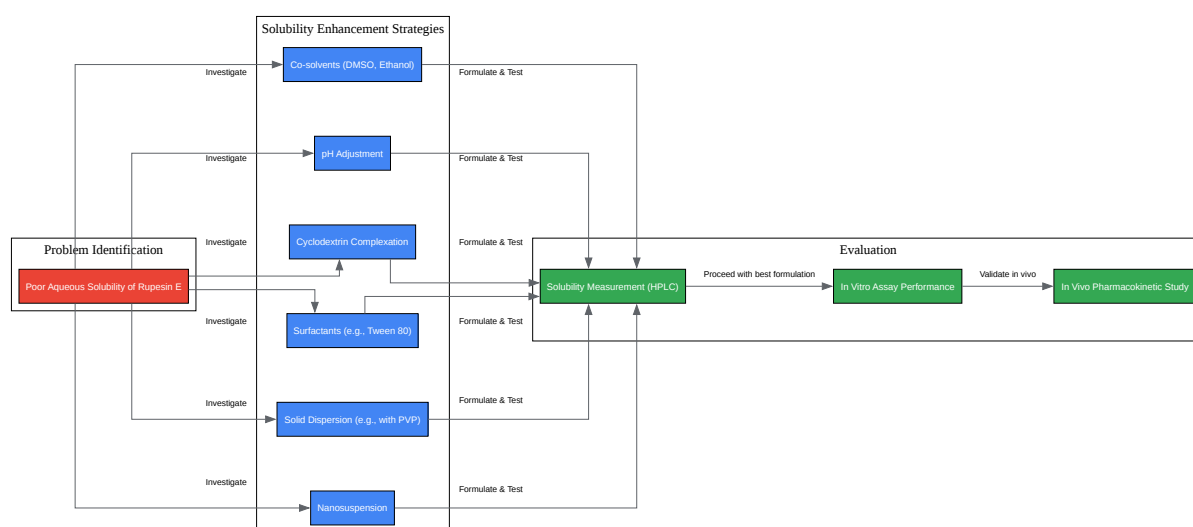 Solubility Enhancement Strategies
Co-solvents (DMSO, Ethanol)
Investigate
Formulate & Test
pH Adjustment
Investigate
Formulate & Test
Cyclodextrin Complexation
Investigate
Formulate & Test
Problem Identification
Evaluation
Poor Aqueous Solubility of Rupesin E
Solubility Measurement (HPLC)
Proceed with best formulation
In Vitro Assay Performance
Validate in vivo
In Vivo Pharmacokinetic Study
Investigate
Formulate & Test
Surfactants (e.g., Tween 80)
Investigate
Formulate & Test
Solid Dispersion (e.g., with PVP)
Investigate
Formulate & Test
Nanosuspension